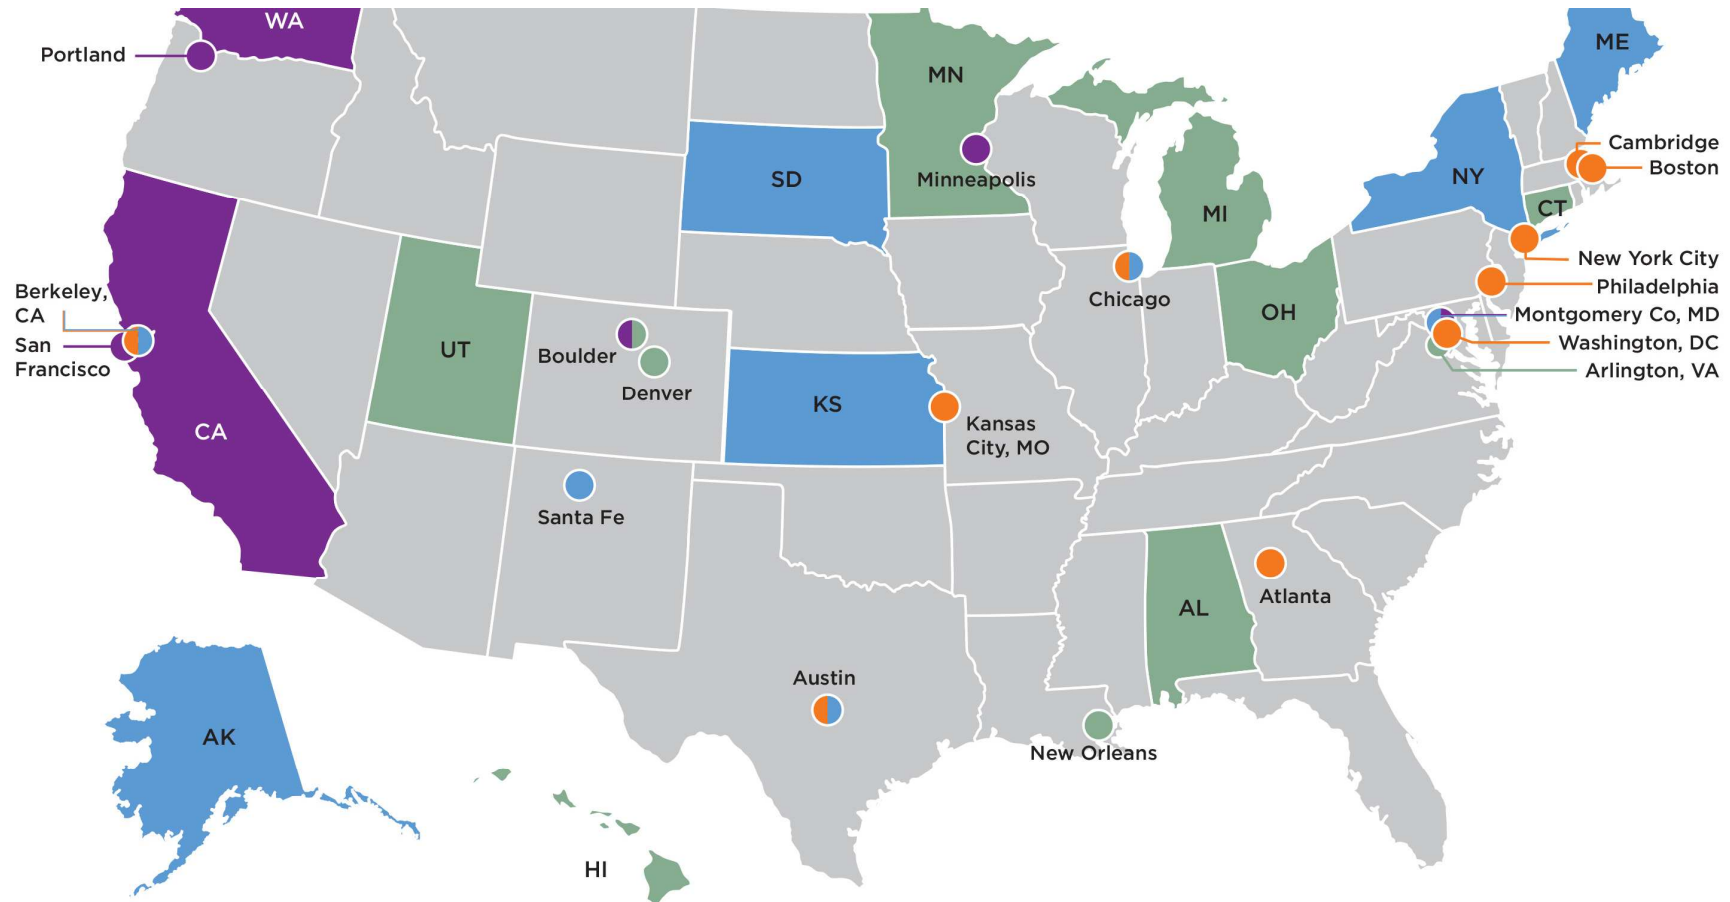 WA
Portland
ME
MN
Cambridge
Minneapolis
SD
Boston
NY
MI
CT
New York City
Chicago
Philadelphia
Berkeley,
CA
OH
Montgomery Co, MD
San
Francisco
UT
Boulder
Washington, DC
Arlington, VA
Denver
KS
CA
Kansas
City, MO
Santa Fe
Atlanta
AL
Austin
AK
New Orleans
HI